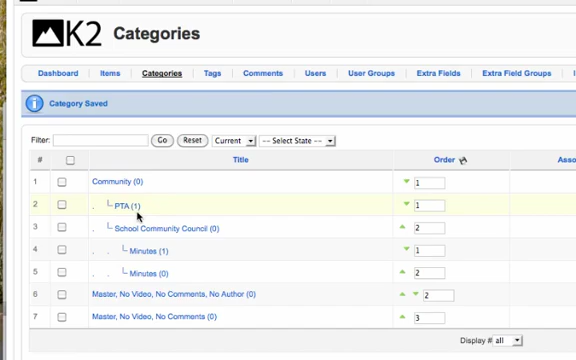 K2 Categories
Dashboard Items Categories Tags Comments Users User Groups Extra Fields Extra Field Groups
Category Saved
Filter: Go Reset Current -- Select State --
# Title Order Asso
1 Community (0) 1
2 PTA (1) 1
3 School Community Council (0) 2
4 Minutes (1) 1
5 Minutes (0) 2
6 Master, No Video, No Comments, No Author (0) 2
7 Master, No Video, No Comments (0) 3
Display # all